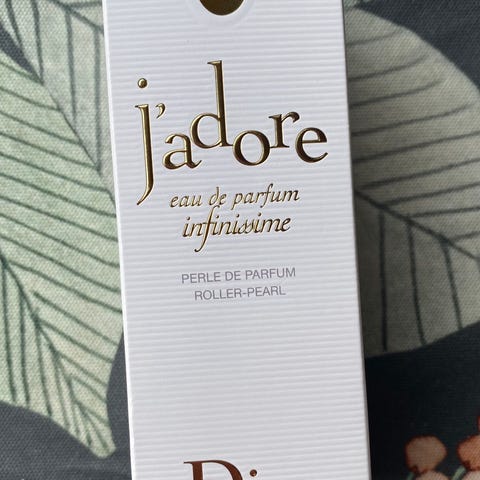 j'adore
eau de parfum
infinissime
PERLE DE PARFUM
ROLLER-PEARL